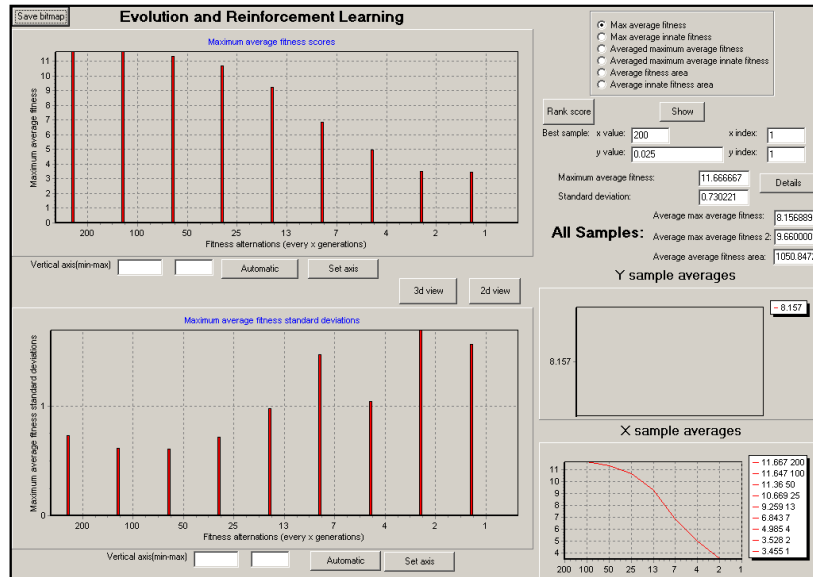 Save bitmap
Evolution and Reinforcement Learning
Maximum average fitness scores
Maximum average fitness
11
10
9
8
7
6
5
4
3
2
1
0
200 100 50 25 13 7 4 2 1
Fitness alternations (every x generations)
Vertical axis(min-max)
Automatic
Set axis
3d view
2d view
Maximum average fitness standard deviations
Maximum average fitness standard deviations
1
0
200 100 50 25 13 7 4 2 1
Fitness alternations (every x generations)
Vertical axis(min-max)
Automatic
Set axis
Max average fitness
Max average innate fitness
Averaged maximum average fitness
Averaged maximum average innate fitness
Average fitness area
Average innate fitness area
Rank score
Show
Best sample: x value: 200 x index: 1
y value: 0.025 y index: 1
Maximum average fitness: 11.666667
Details
Standard deviation: 0.730221
All Samples:
Average max average fitness: 8.156889
Average max average fitness 2: 9.660000
Average average fitness area: 1050.8472
Y sample averages
8.157
8.157
X sample averages
11
10
9
8
7
6
5
4
200 100 50 25 13 7 4 2 1
11.667 200
11.647 100
11.36 50
10.669 25
9.259 13
6.843 7
4.985 4
3.528 2
3.455 1